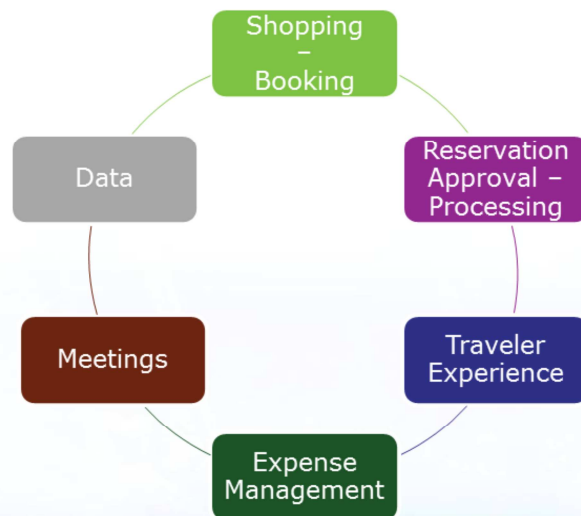 Shopping
–
Booking
Reservation
Approval –
Processing
Traveler
Experience
Expense
Management
Meetings
Data